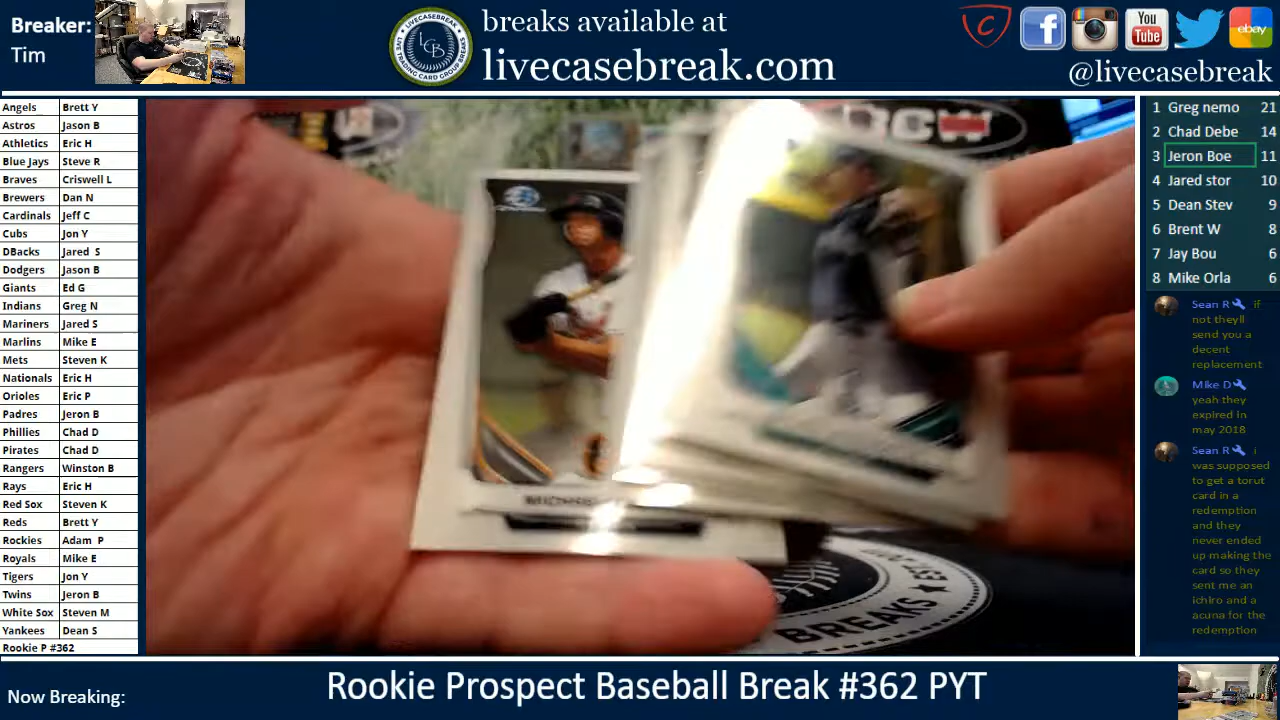 Breaker:
Tim
LIVECASEBREAK
LCB
breaks available at
livecasebreak.com
You
Tube
ebay
@livecasebreak
Angels Brett Y
Astros Jason B
Athletics Eric H
Blue Jays Steve R
Braves Criswell L
Brewers Dan N
Cardinals Jeff C
Cubs Jon Y
DBacks Jared S
Dodgers Jason B
Giants Ed G
Indians Greg N
Mariners Jared S
Marlins Mike E
Mets Steven K
Nationals Eric H
Orioles Eric P
Padres Jeron B
Phillies Chad D
Pirates Chad D
Rangers Winston B
Rays Eric H
Red Sox Steven K
Reds Brett Y
Rockies Adam P
Royals Mike E
Tigers Jon Y
Twins Jeron B
White Sox Steven M
Yankees Dean S
Rookie P #362
BCW
BREAKS
1 Greg nemo 21
2 Chad Debe 14
3 Jeron Boe 11
4 Jared stor 10
5 Dean Stev 9
6 Brent W 8
7 Jay Bou 6
8 Mike Orla 6
Sean R if
not theyll
send you a
decent
replacement
Mike D
yeah they
expired in
may 2018
Sean R i
was supposed
to get a torut
card in a
redemption
and they
never ended
up making the
card so they
sent me an
ichiro and a
acuna for the
redemption
Now Breaking:
Rookie Prospect Baseball Break #362 PYT